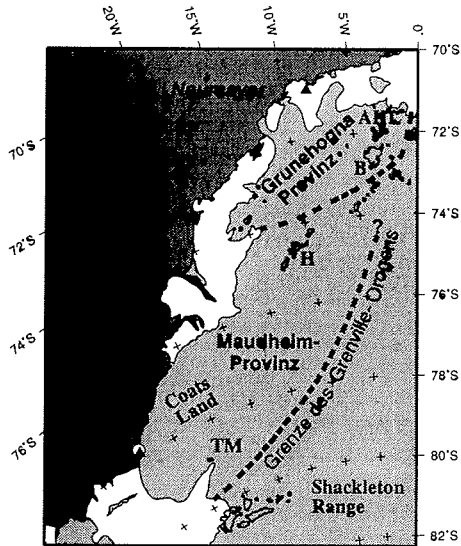 20°W
15°W
10°W
5°W
0.
70°S
72°S
74°S
76°S
78°S
80°S
82°S
70°S
72°S
74°S
76°S
Neumayer
AHL
Grunehogna
Provinz
B
H
?
Maudheim-
Provinz
Grenze des Grenville-Orogens
Coats
Land
TM
Shackleton
Range